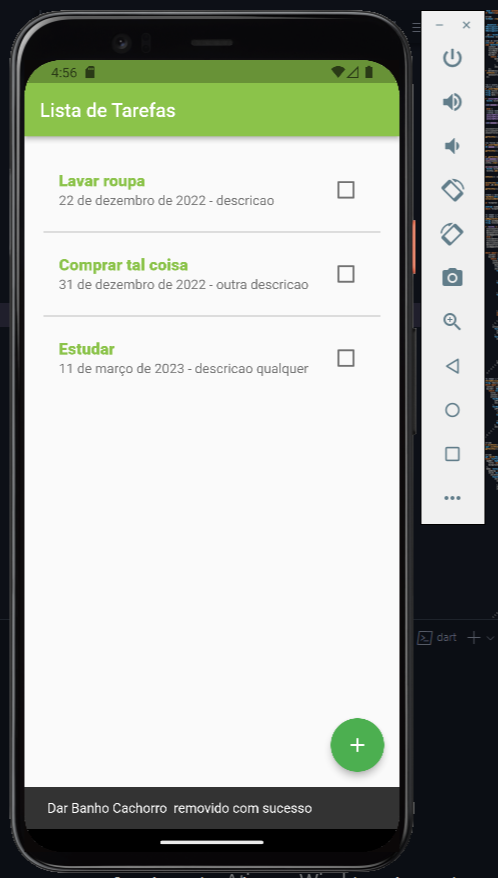 4:56
Lista de Tarefas
Lavar roupa
22 de dezembro de 2022 - descricao
Comprar tal coisa
31 de dezembro de 2022 - outra descricao
Estudar
11 de março de 2023 - descricao qualquer
dart
Dar Banho Cachorro  removido com sucesso